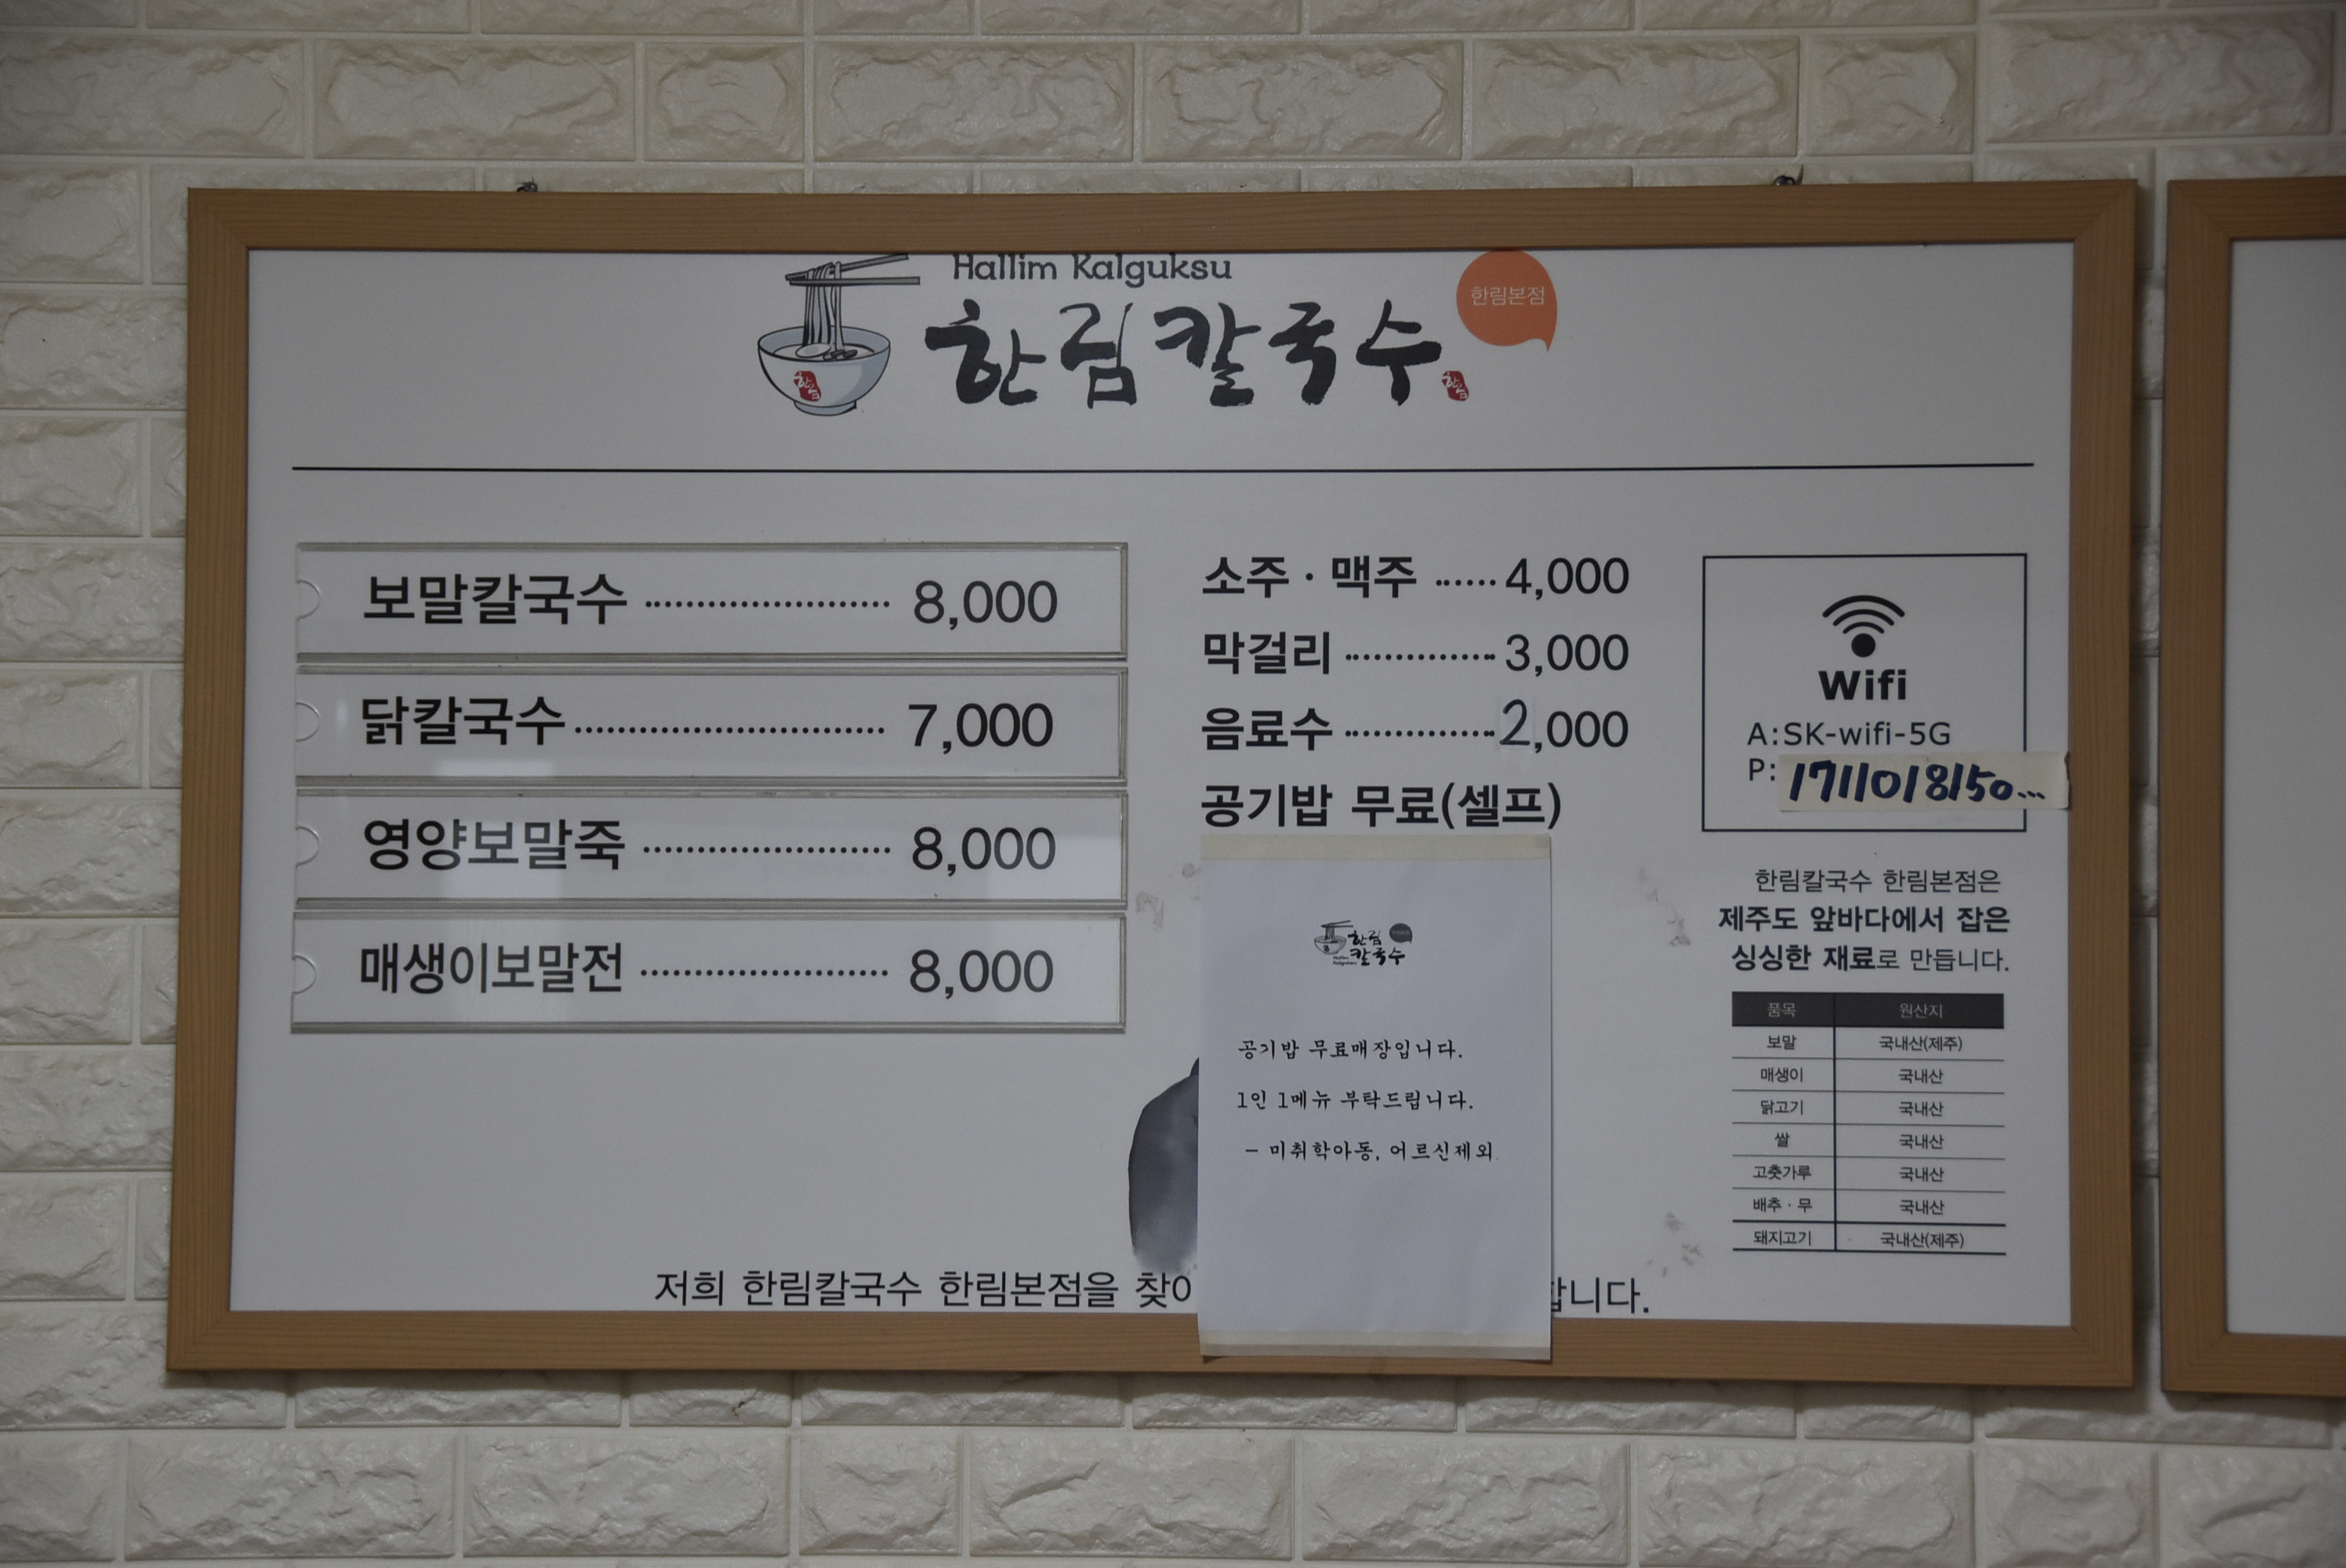 Hallim Kalguksu
한림본점
한림칼국수
보말칼국수 ........................ 8,000
닭칼국수 ........................ 7,000
영양보말죽 ........................ 8,000
매생이보말전 ........................ 8,000
소주 · 맥주 ...... 4,000
막걸리 ............... 3,000
음료수 ............... 2,000
공기밥 무료(셀프)
한림
칼국수
공기밥 무료매장입니다.
1인 1메뉴 부탁드립니다.
- 미취학아동, 어르신제외
Wifi
A:SK-wifi-5G
P: 1711018150...
한림칼국수 한림본점은
제주도 앞바다에서 잡은
싱싱한 재료로 만듭니다.
품목 원산지
보말 국내산(제주)
매생이 국내산
닭고기 국내산
쌀 국내산
고춧가루 국내산
배추 · 무 국내산
돼지고기 국내산(제주)
저희 한림칼국수 한림본점을 니다.